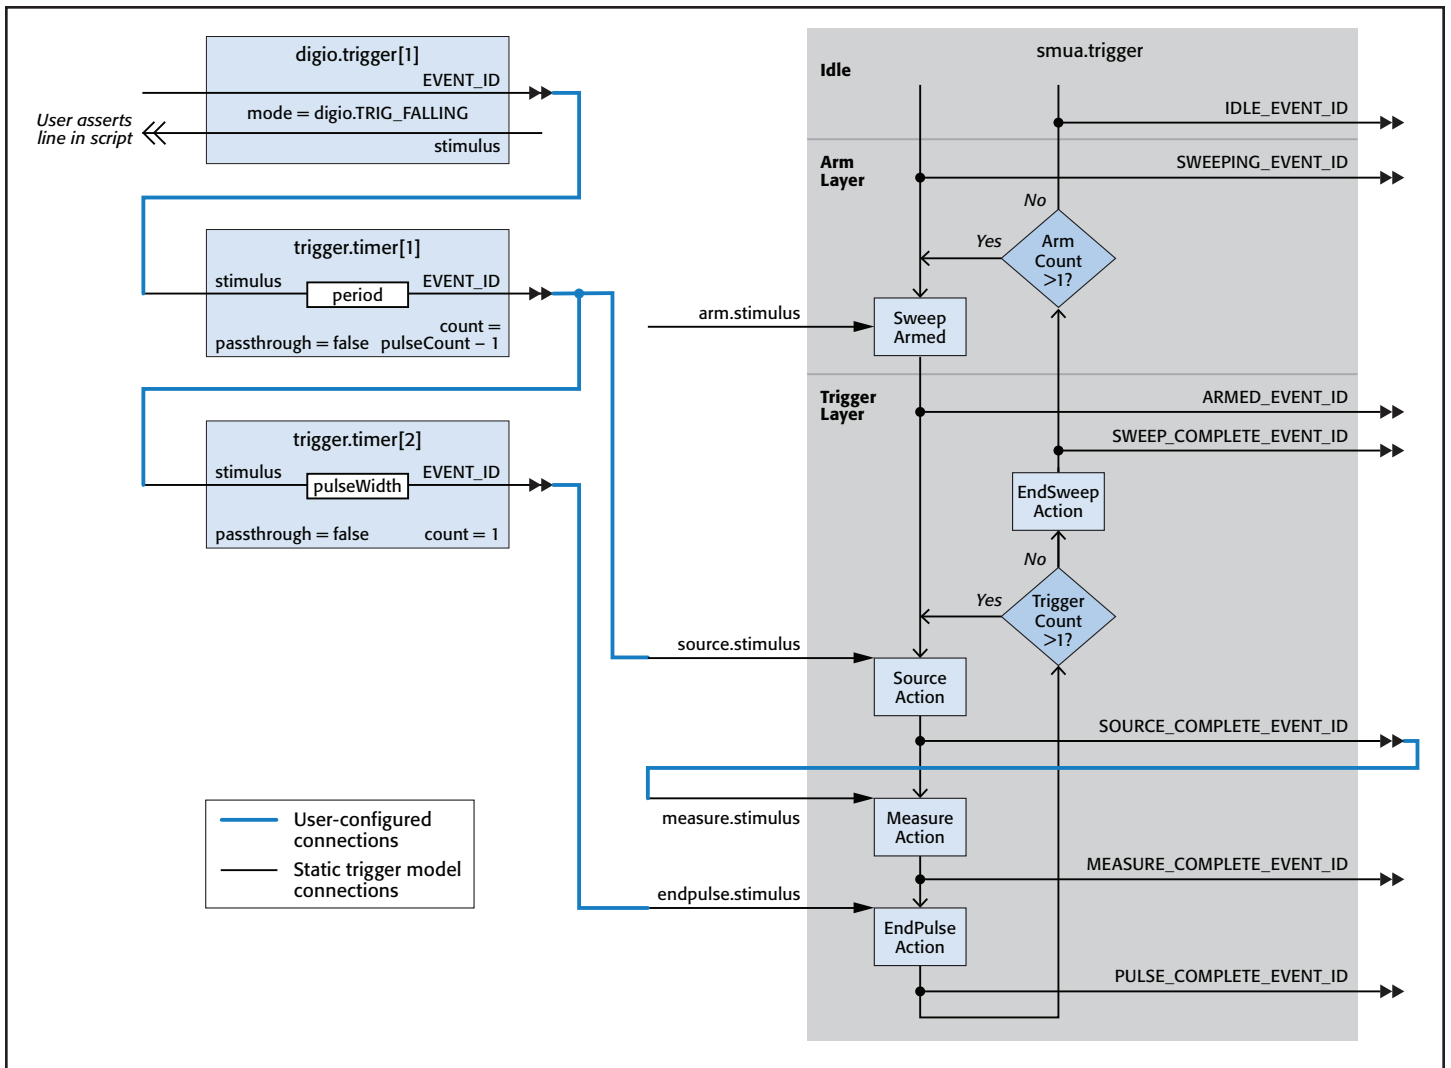 digio.trigger[1]
EVENT_ID
mode = digio.TRIG_FALLING
stimulus
User asserts
line in script
trigger.timer[1]
stimulus
EVENT_ID
period
count =
passthrough = false
pulseCount – 1
trigger.timer[2]
stimulus
EVENT_ID
pulseWidth
passthrough = false
count = 1
User-configured
connections
Static trigger model
connections
smua.trigger
Idle
IDLE_EVENT_ID
Arm
Layer
SWEEPING_EVENT_ID
No
Yes
Arm
Count
>1?
arm.stimulus
Sweep
Armed
Trigger
Layer
ARMED_EVENT_ID
SWEEP_COMPLETE_EVENT_ID
EndSweep
Action
No
Yes
Trigger
Count
>1?
source.stimulus
Source
Action
SOURCE_COMPLETE_EVENT_ID
measure.stimulus
Measure
Action
MEASURE_COMPLETE_EVENT_ID
endpulse.stimulus
EndPulse
Action
PULSE_COMPLETE_EVENT_ID